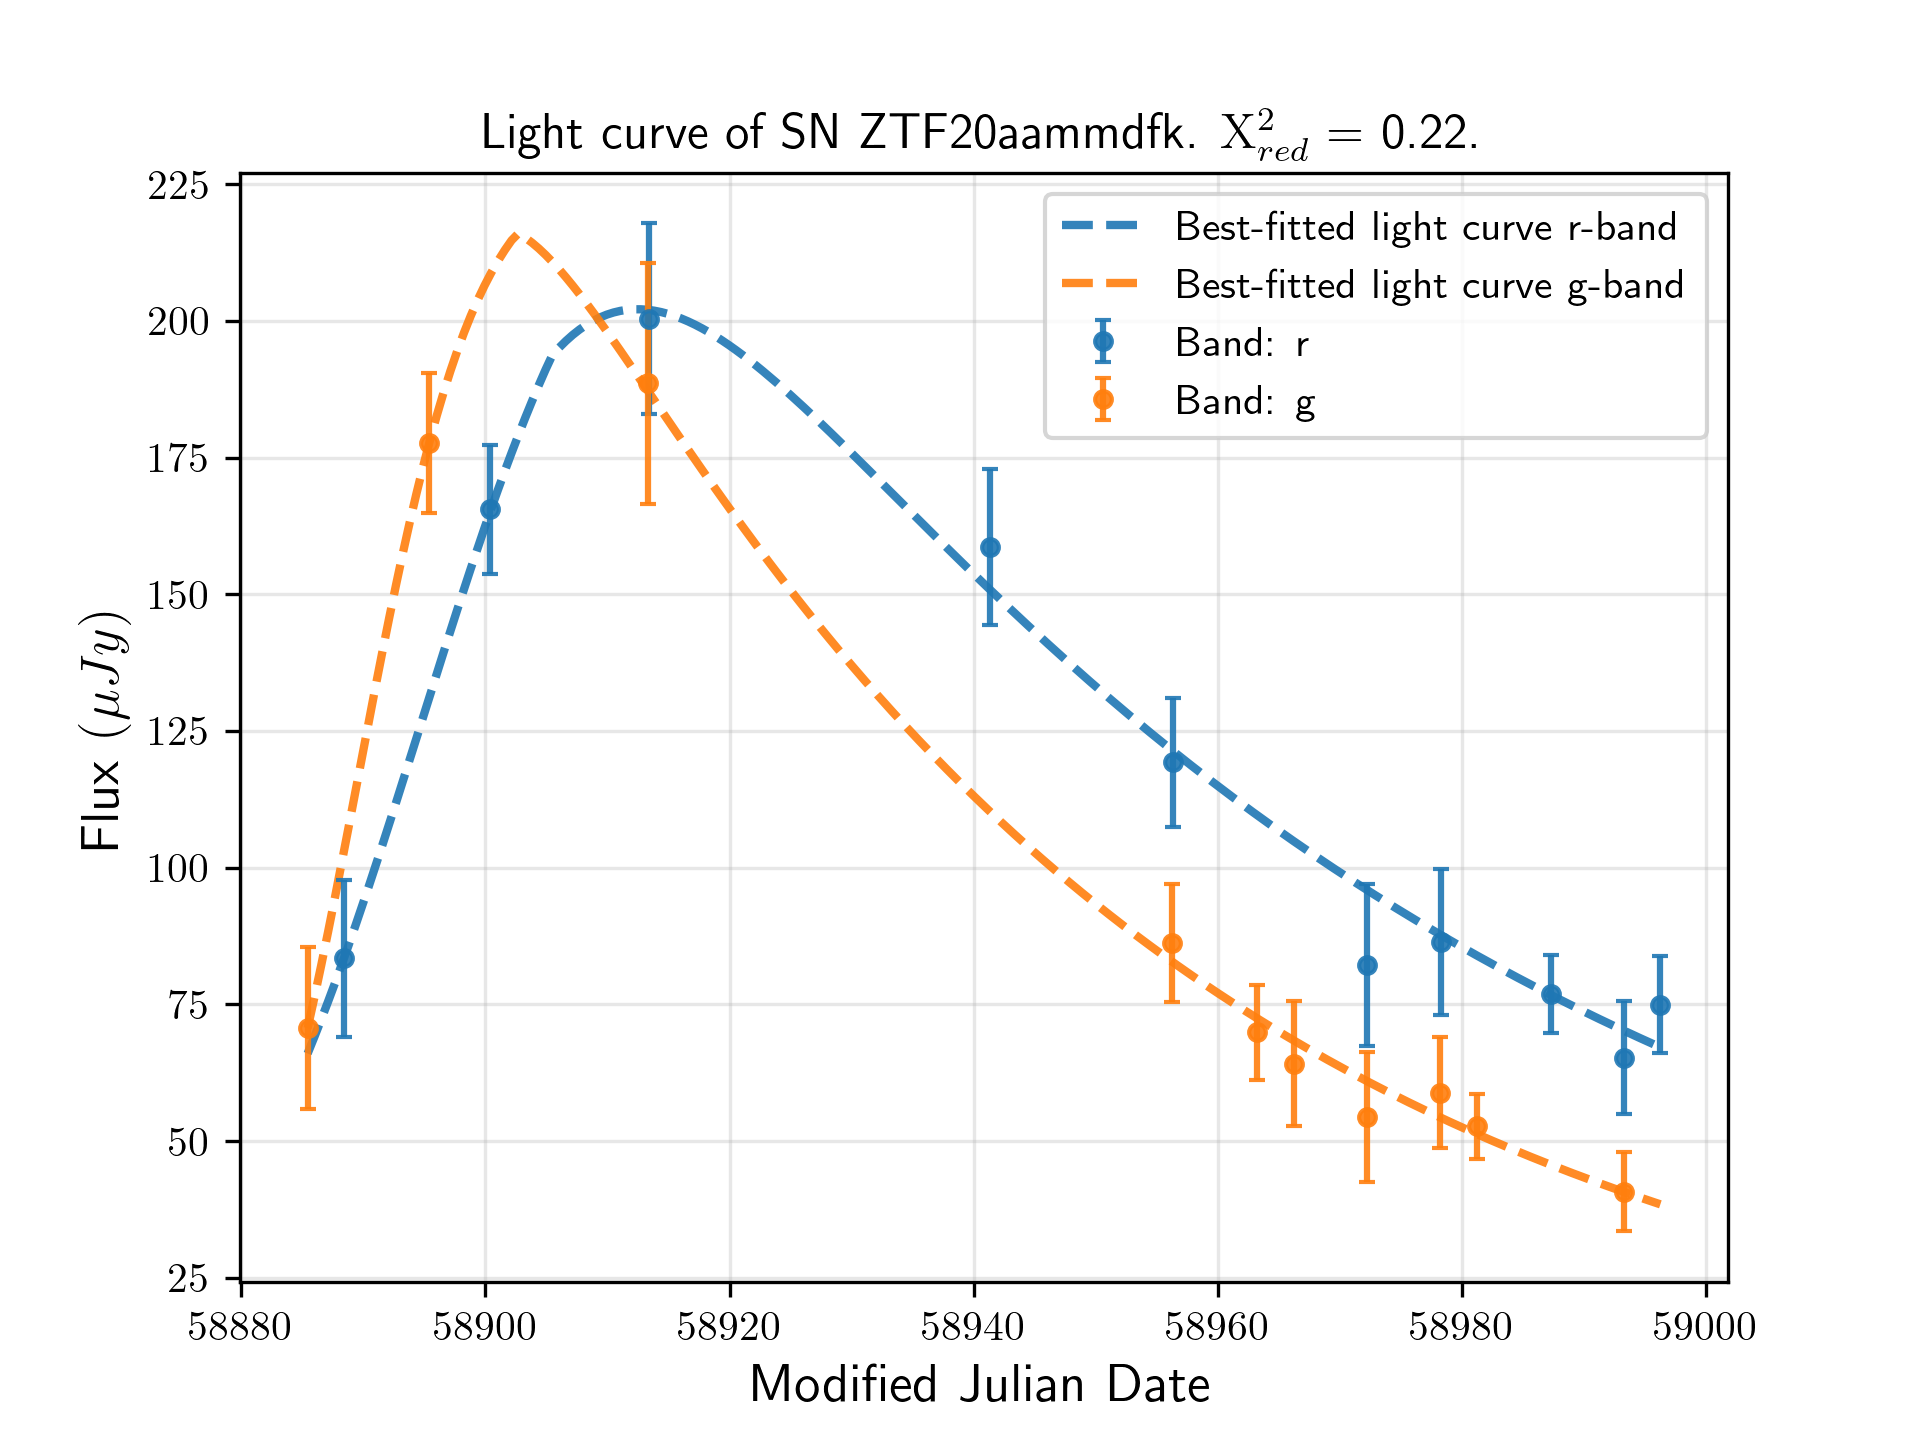 Light curve of SN ZTF20aammdfk. X²red = 0.22.
225
200
175
150
125
100
75
50
25
Flux (μJy)
Best-fitted light curve r-band
Best-fitted light curve g-band
Band: r
Band: g
58880 58900 58920 58940 58960 58980 59000
Modified Julian Date